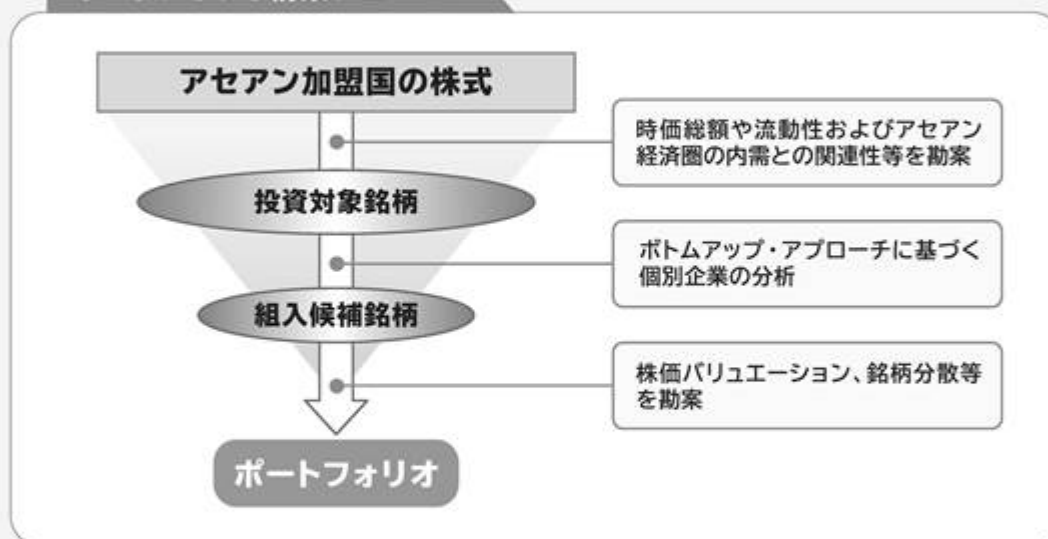 アセアン加盟国の株式
時価総額や流動性およびアセアン
経済圏の内需との関連性等を勘案
投資対象銘柄
ボトムアップ・アプローチに基づく
個別企業の分析
組入候補銘柄
株価バリュエーション、銘柄分散等
を勘案
ポートフォリオ